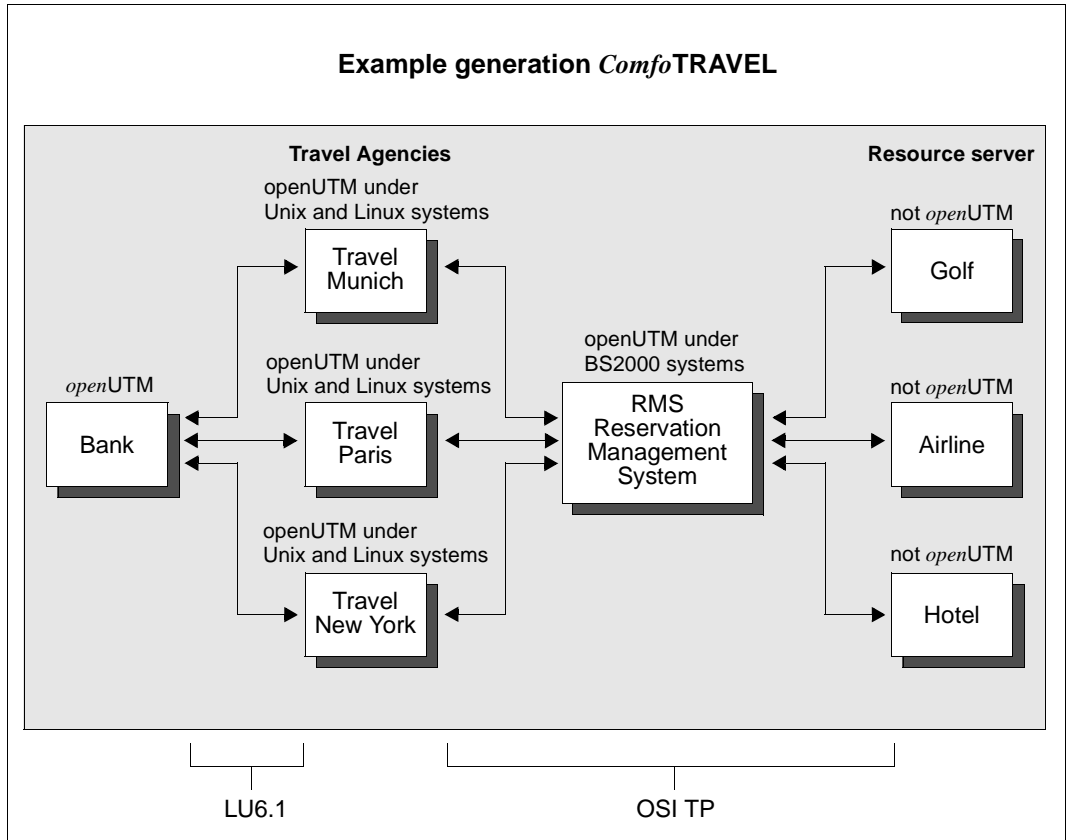 Example generation ComfoTRAVEL
Travel Agencies
Resource server
openUTM under
Unix and Linux systems
Travel
Munich
not openUTM
Golf
openUTM under
BS2000 systems
openUTM
Bank
openUTM under
Unix and Linux systems
Travel
Paris
RMS
Reservation
Management
System
not openUTM
Airline
openUTM under
Unix and Linux systems
Travel
New York
not openUTM
Hotel
LU6.1
OSI TP